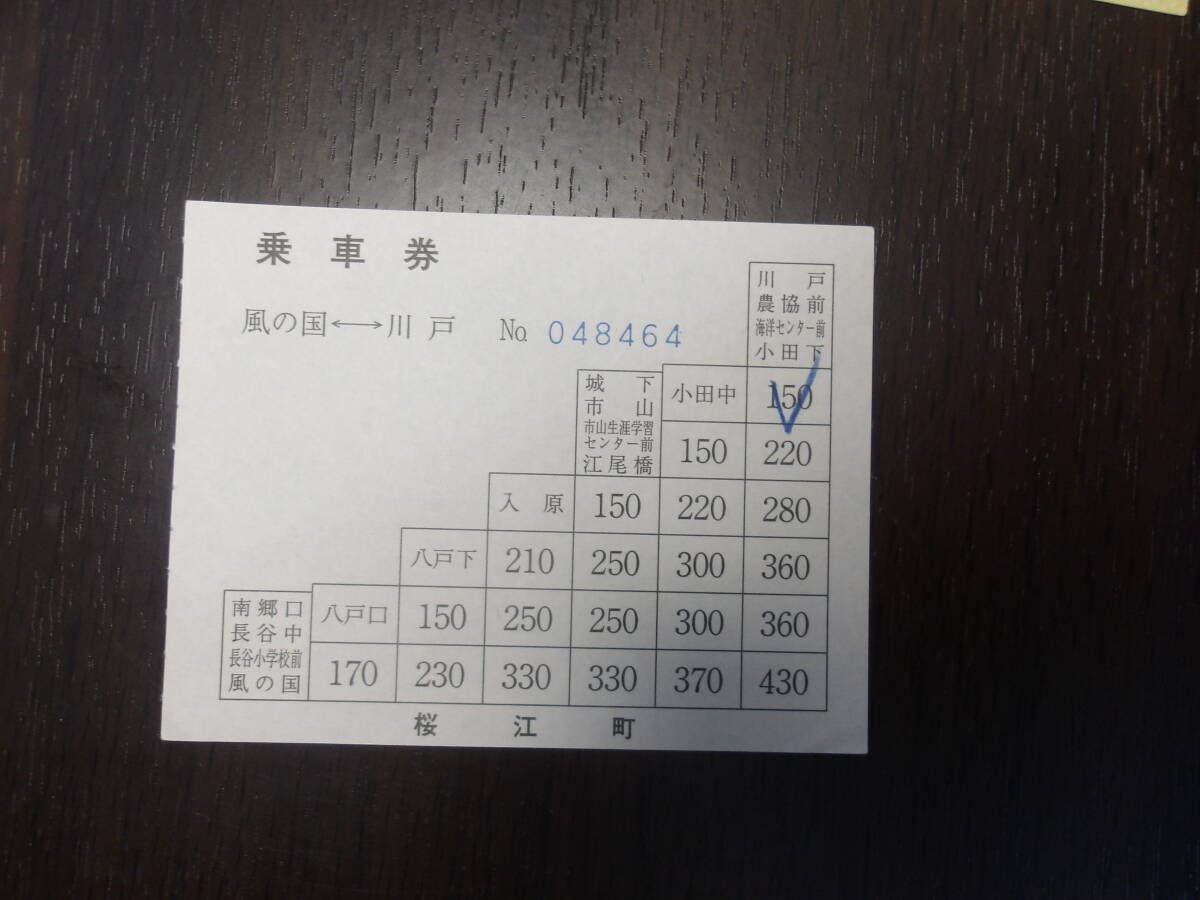 乗車券
風の国←→川戸 № 048464
川戸
農協前
海洋センター前
小田下
城下
市山
市山生涯学習
センター前
江尾橋
小田中 150
150 220
入原 150 220 280
八戸下 210 250 300 360
南郷口
長谷中
長谷小学校前
風の国
八戸口 150 250 250 300 360
170 230 330 330 370 430
桜江町